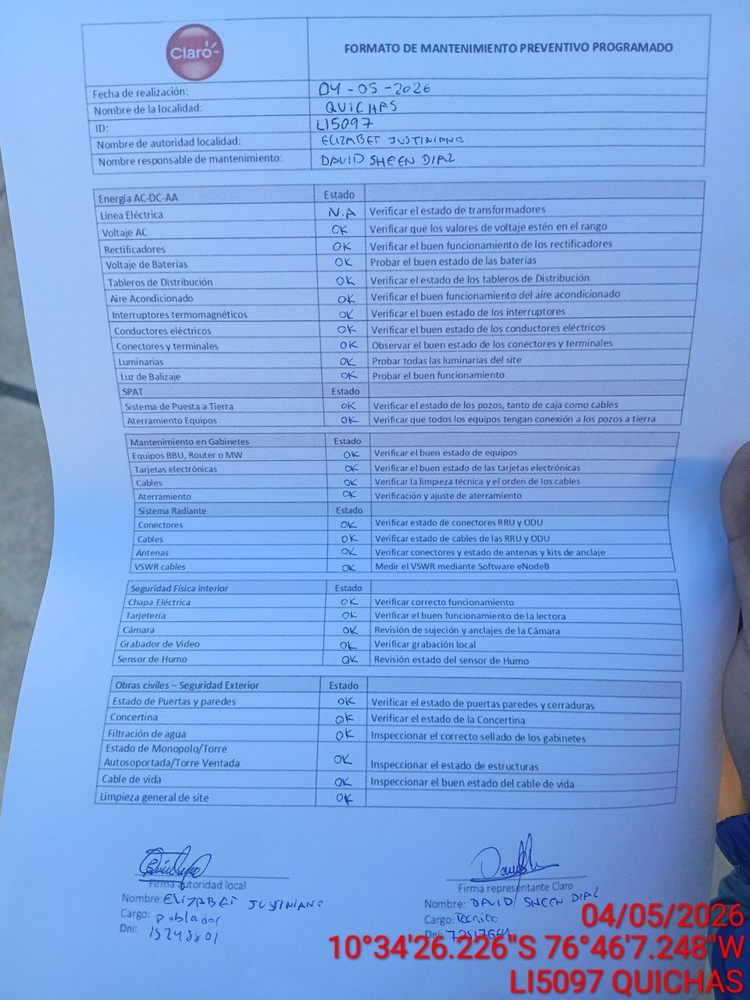 Claro
FORMATO DE MANTENIMIENTO PREVENTIVO PROGRAMADO
Fecha de realización: 04-05-2026
Nombre de la localidad: QUICHAS
ID: LI5097
Nombre de autoridad localidad: ELIZABET JUSTINIANO
Nombre responsable de mantenimiento: DAVID SHEEN DIAZ
Energía AC-DC-AA Estado
Línea Eléctrica N.A Verificar el estado de transformadores
Voltaje AC OK Verificar que los valores de voltaje estén en el rango
Rectificadores OK Verificar el buen funcionamiento de los rectificadores
Voltaje de Baterías OK Probar el buen estado de las baterías
Tableros de Distribución OK Verificar el estado de los tableros de Distribución
Aire Acondicionado OK Verificar el buen funcionamiento del aire acondicionado
Interruptores termomagnéticos OK Verificar el buen estado de los interruptores
Conductores eléctricos OK Verificar el buen estado de los conductores eléctricos
Conectores y terminales OK Observar el buen estado de los conectores y terminales
Luminarias OK Probar todas las luminarias del site
Luz de Balizaje OK Probar el buen funcionamiento
SPAT Estado
Sistema de Puesta a Tierra OK Verificar el estado de los pozos, tanto de caja como cables
Aterramiento Equipos OK Verificar que todos los equipos tengan conexión a los pozos a tierra
Mantenimiento en Gabinetes Estado
Equipos BBU, Router o MW OK Verificar el buen estado de equipos
Tarjetas electrónicas OK Verificar el buen estado de las tarjetas electrónicas
Cables OK Verificar la limpieza técnica y el orden de los cables
Aterramiento OK Verificación y ajuste de aterramiento
Sistema Radiante Estado
Conectores OK Verificar estado de conectores RRU y ODU
Cables OK Verificar estado de cables de las RRU y ODU
Antenas OK Verificar conectores y estado de antenas y kits de anclaje
VSWR cables OK Medir el VSWR mediante Software eNodeB
Seguridad Física interior Estado
Chapa Eléctrica OK Verificar correcto funcionamiento
Tarjetería OK Verificar el buen funcionamiento de la lectora
Cámara OK Revisión de sujeción y anclajes de la Cámara
Grabador de Video OK Verificar grabación local
Sensor de Humo OK Revisión estado del sensor de Humo
Obras civiles – Seguridad Exterior Estado
Estado de Puertas y paredes OK Verificar el estado de puertas paredes y cerraduras
Concertina OK Verificar el estado de la Concertina
Filtración de agua OK Inspeccionar el correcto sellado de los gabinetes
Estado de Monopolo/Torre
Autosoportada/Torre Ventada OK Inspeccionar el estado de estructuras
Cable de vida OK Inspeccionar el buen estado del cable de vida
Limpieza general de site OK
Firma autoridad local Firma representante Claro
Nombre: ELIZABET JUSTINIANO Nombre: DAVID SHEEN DIAZ
Cargo: Poblador Cargo: Tecnico
Dni: Dni:
04/05/2026
10°34'26.226"S 76°46'7.248"W
LI5097 QUICHAS